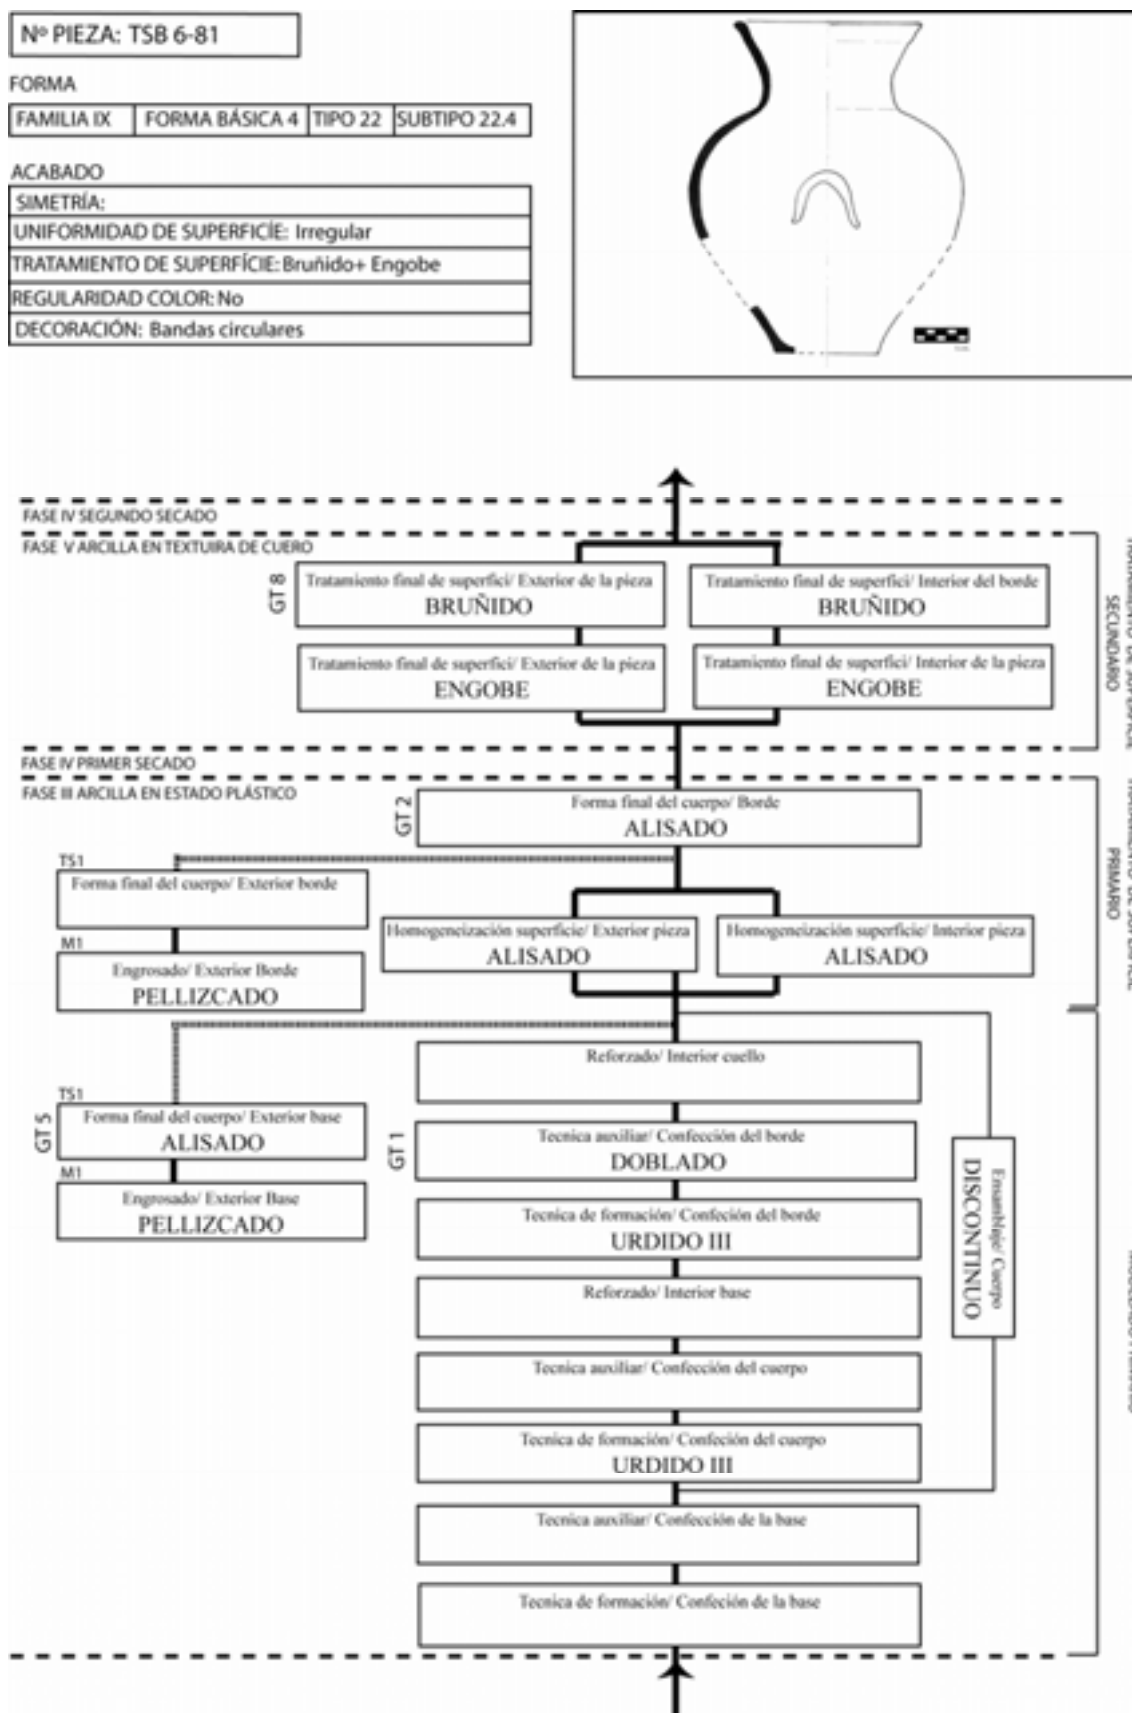 Nº PIEZA: TSB 6-81
FORMA
FAMILIA IX FORMA BÁSICA 4 TIPO 22 SUBTIPO 22.4
ACABADO
SIMETRÍA:
UNIFORMIDAD DE SUPERFICÍE: Irregular
TRATAMIENTO DE SUPERFÍCIE: Bruñido+ Engobe
REGULARIDAD COLOR: No
DECORACIÓN: Bandas circulares
FASE IV SEGUNDO SECADO
FASE V ARCILLA EN TEXTUIRA DE CUERO
GT 8
Tratamiento final de superfici/ Exterior de la pieza
BRUÑIDO
Tratamiento final de superfici/ Interior del borde
BRUÑIDO
Tratamiento final de superfici/ Exterior de la pieza
ENGOBE
Tratamiento final de superfici/ Interior de la pieza
ENGOBE
SECUNDARIO
FASE IV PRIMER SECADO
FASE III ARCILLA EN ESTADO PLÁSTICO
GT 2
Forma final del cuerpo/ Borde
ALISADO
PRIMARIO
TS1
Forma final del cuerpo/ Exterior borde
M1
Engrosado/ Exterior Borde
PELLIZCADO
Homogeneización superficie/ Exterior pieza
ALISADO
Homogeneización superficie/ Interior pieza
ALISADO
Reforzado/ Interior cuello
GT 5
TS1
Forma final del cuerpo/ Exterior base
ALISADO
M1
Engrosado/ Exterior Base
PELLIZCADO
GT 1
Tecnica auxiliar/ Confección del borde
DOBLADO
Tecnica de formación/ Confeción del borde
URDIDO III
Reforzado/ Interior base
Ensamblaje/ Cuerpo
DISCONTINUO
Tecnica auxiliar/ Confección del cuerpo
Tecnica de formación/ Confeción del cuerpo
URDIDO III
Tecnica auxiliar/ Confección de la base
Tecnica de formación/ Confeción de la base